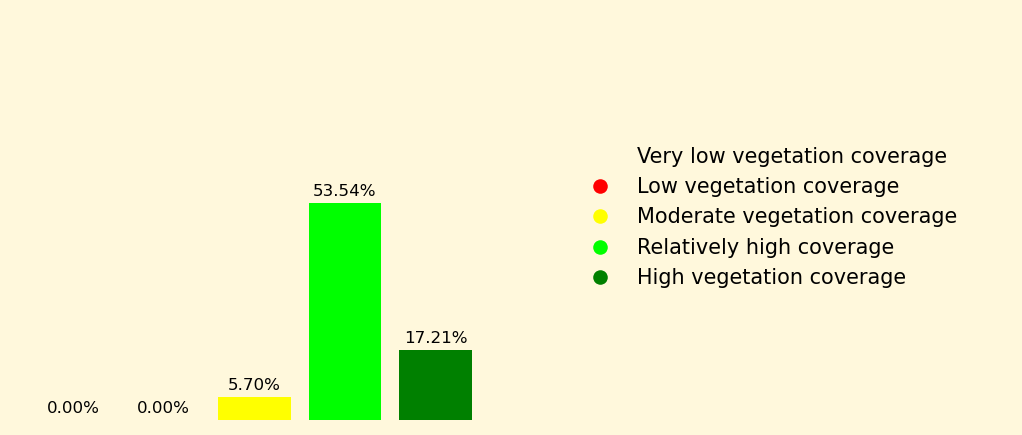 53.54%
17.21%
5.70%
0.00%
0.00%
Very low vegetation coverage
Low vegetation coverage
Moderate vegetation coverage
Relatively high coverage
High vegetation coverage